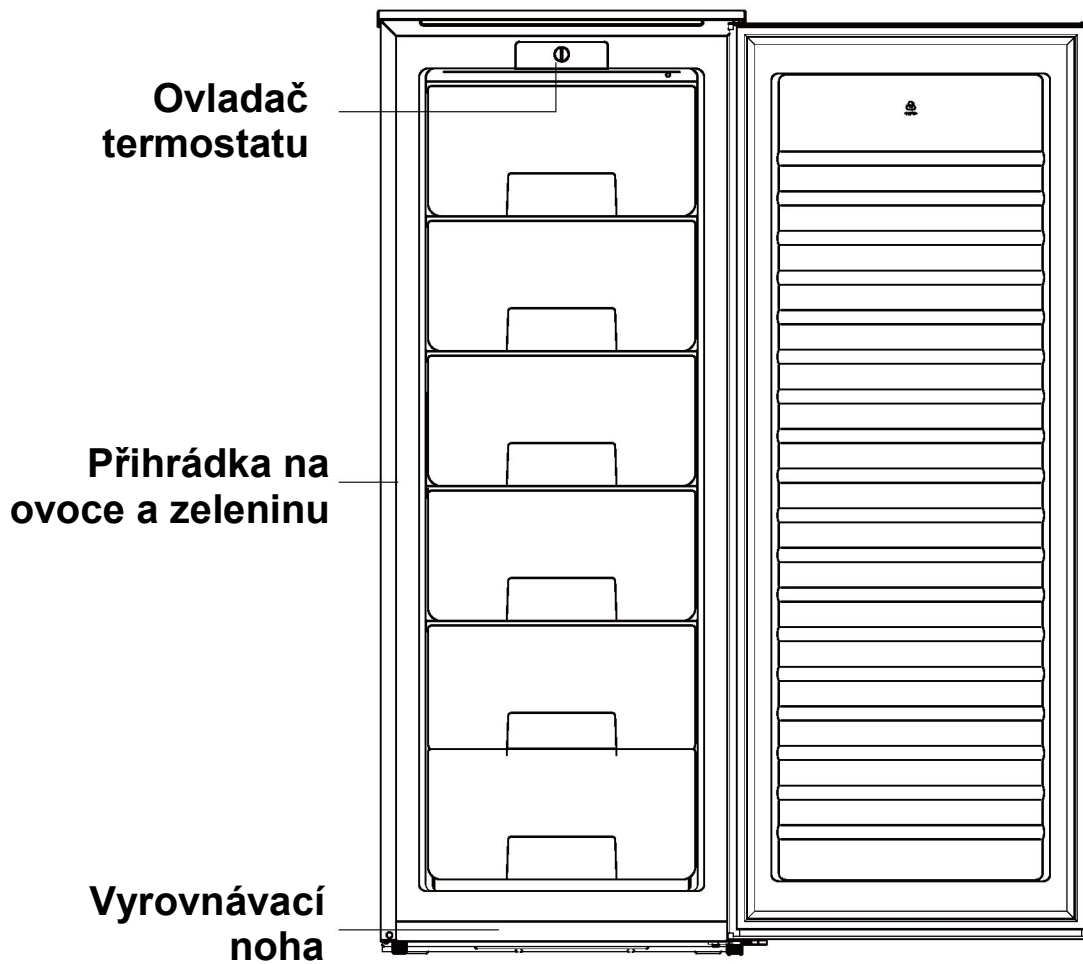 Ovladač
termostatu
Přihrádka na
ovoce a zeleninu
Vyrovnávací
noha